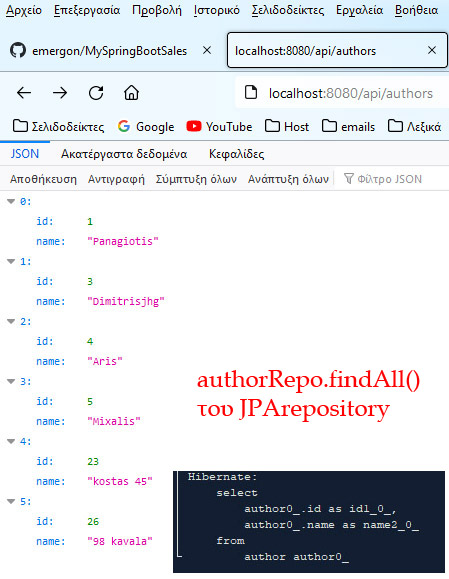 Αρχείο Επεξεργασία Προβολή Ιστορικό Σελιδοδείκτες Εργαλεία Βοήθεια
emergon/MySpringBootSales localhost:8080/api/authors
localhost:8080/api/authors
Σελιδοδείκτες Google YouTube Host emails Λεξικά
JSON Ακατέργαστα δεδομένα Κεφαλίδες
Αποθήκευση Αντιγραφή Σύμπτυξη όλων Ανάπτυξη όλων Φίλτρο JSON
0:
id: 1
name: "Panagiotis"
1:
id: 3
name: "Dimitrisjhg"
2:
id: 4
name: "Aris"
3:
id: 5
name: "Mixalis"
4:
id: 23
name: "kostas 45"
5:
id: 26
name: "98 kavala"
authorRepo.findAll()
του JPArepository
Hibernate:
select
author0_.id as id1_0_,
author0_.name as name2_0_
from
author author0_